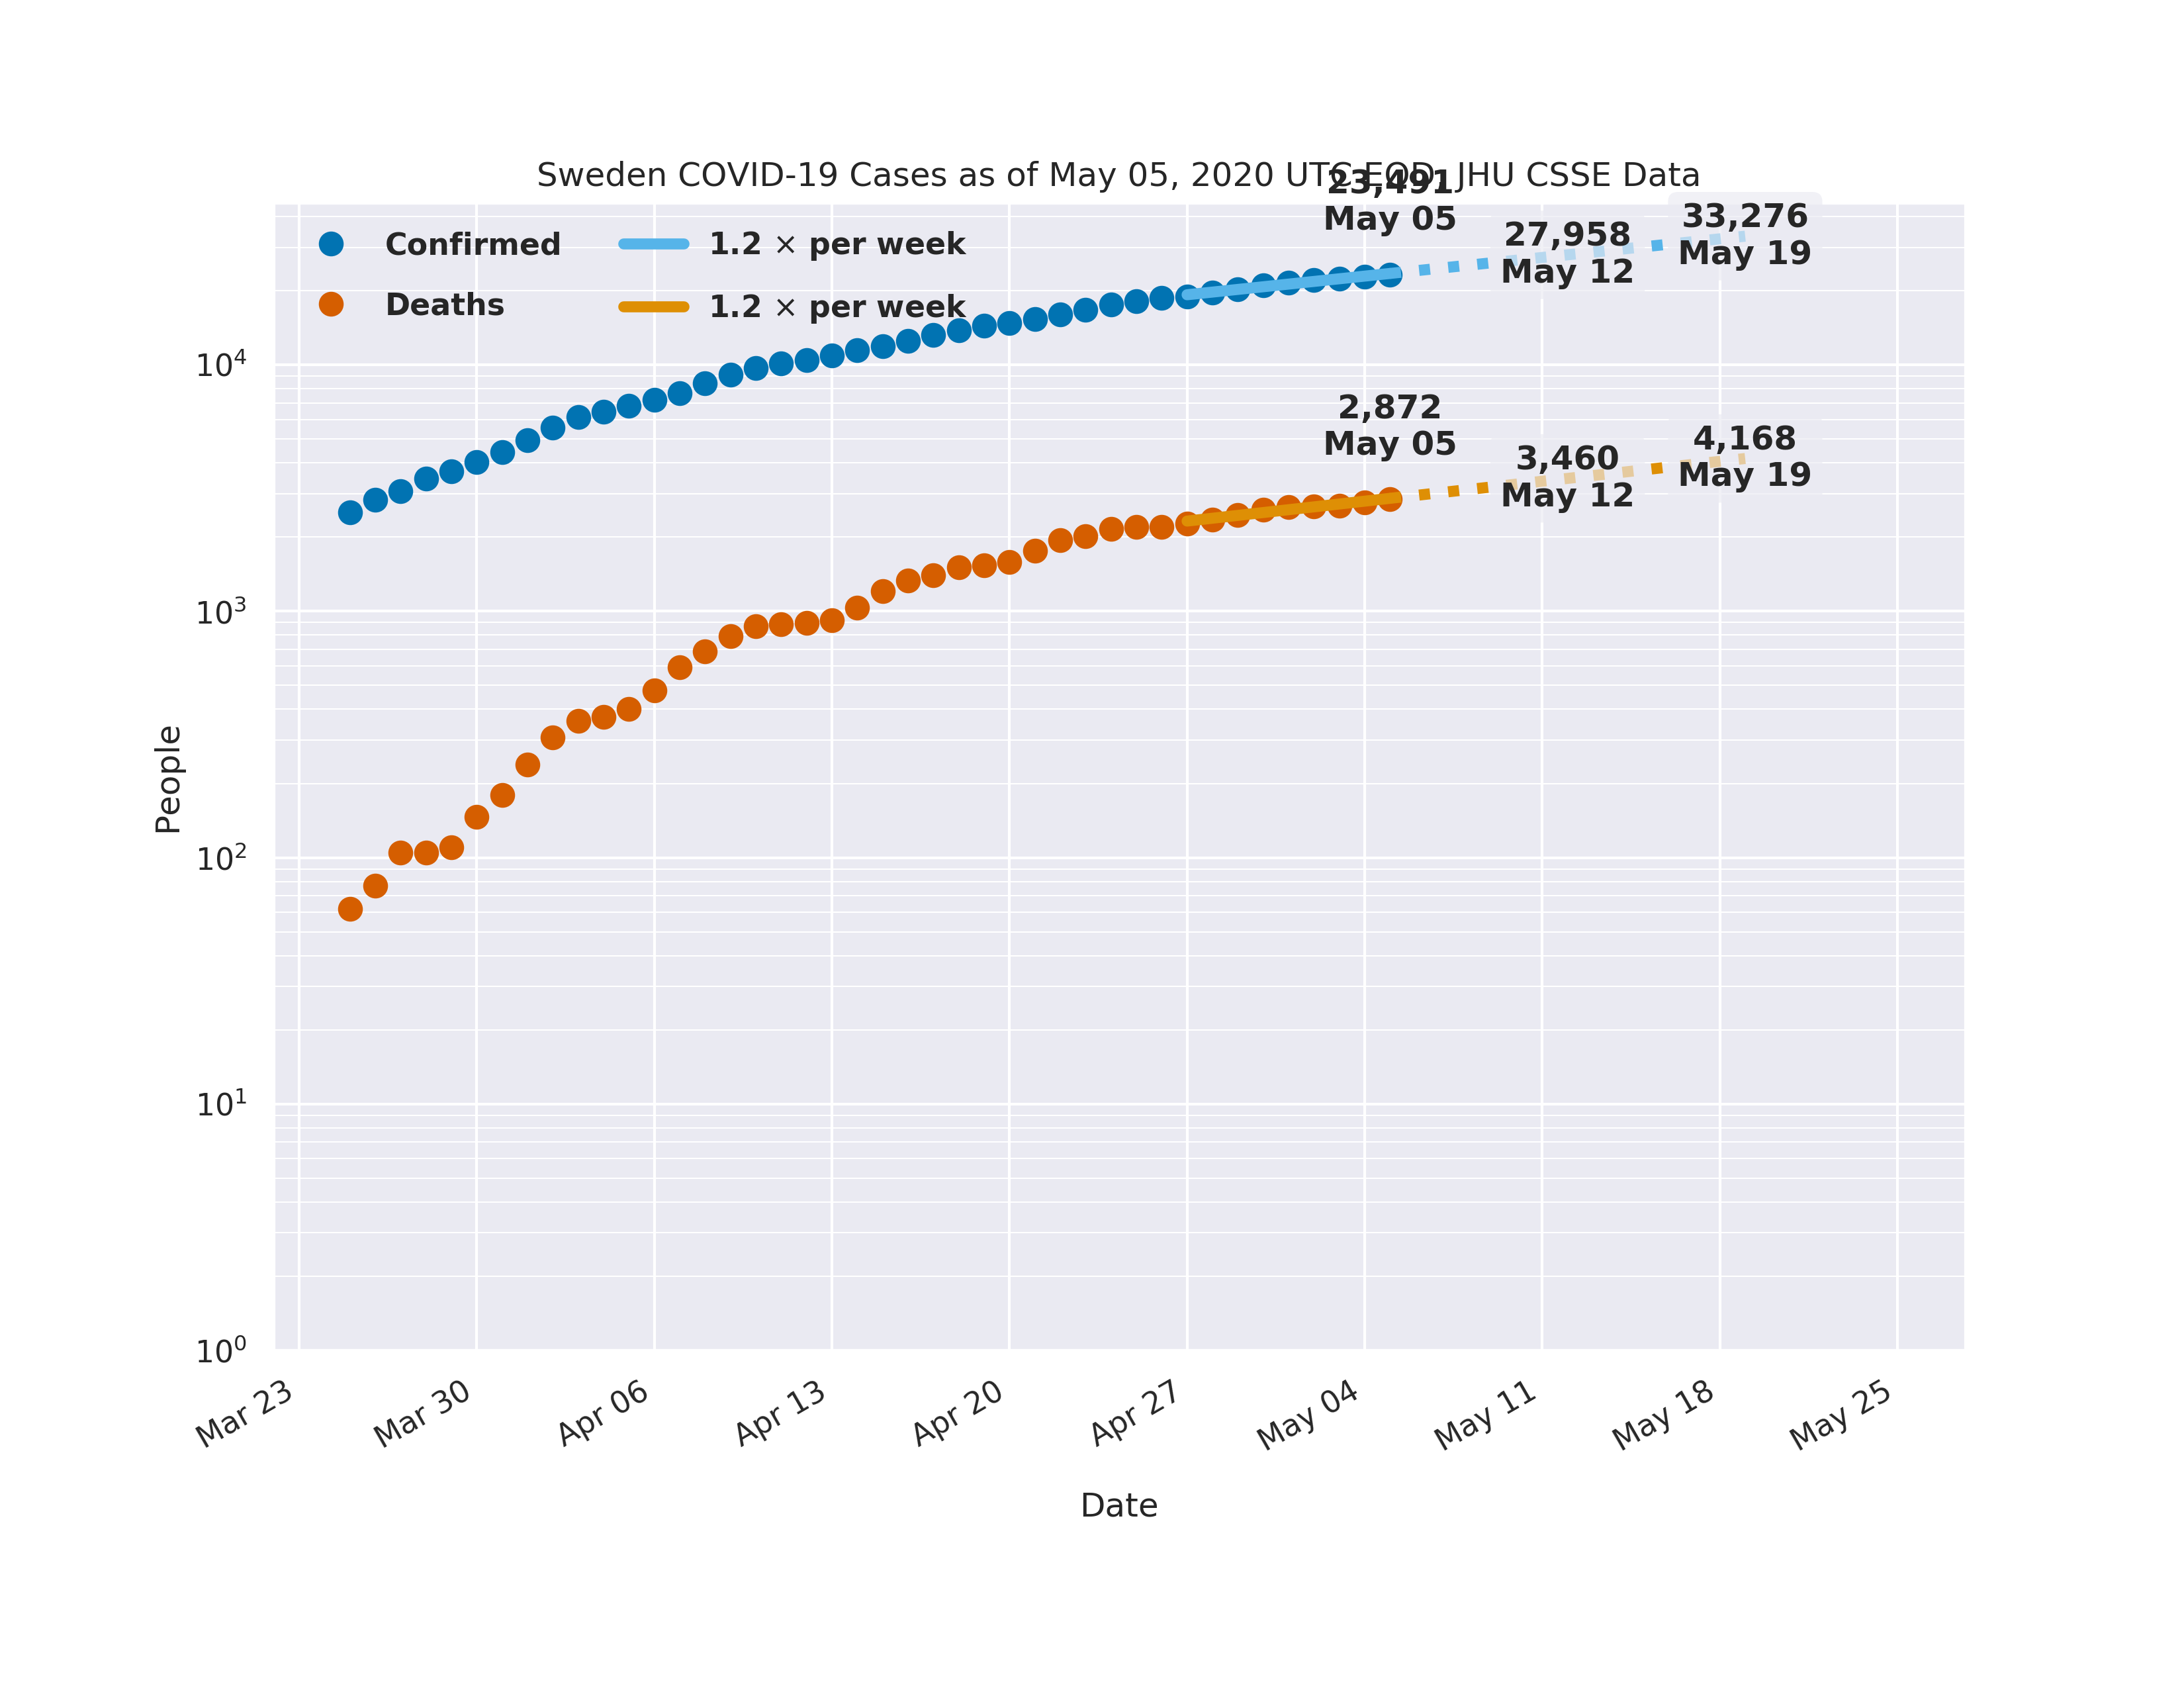 Sweden COVID-19 Cases as of May 05, 2020 UTC EOD, JHU CSSE Data
23,491
May 05
27,958
May 12
33,276
May 19
Confirmed
Deaths
1.2 × per week
1.2 × per week
2,872
May 05
3,460
May 12
4,168
May 19
People
10⁴
10³
10²
10¹
10⁰
Mar 23
Mar 30
Apr 06
Apr 13
Apr 20
Apr 27
May 04
May 11
May 18
May 25
Date